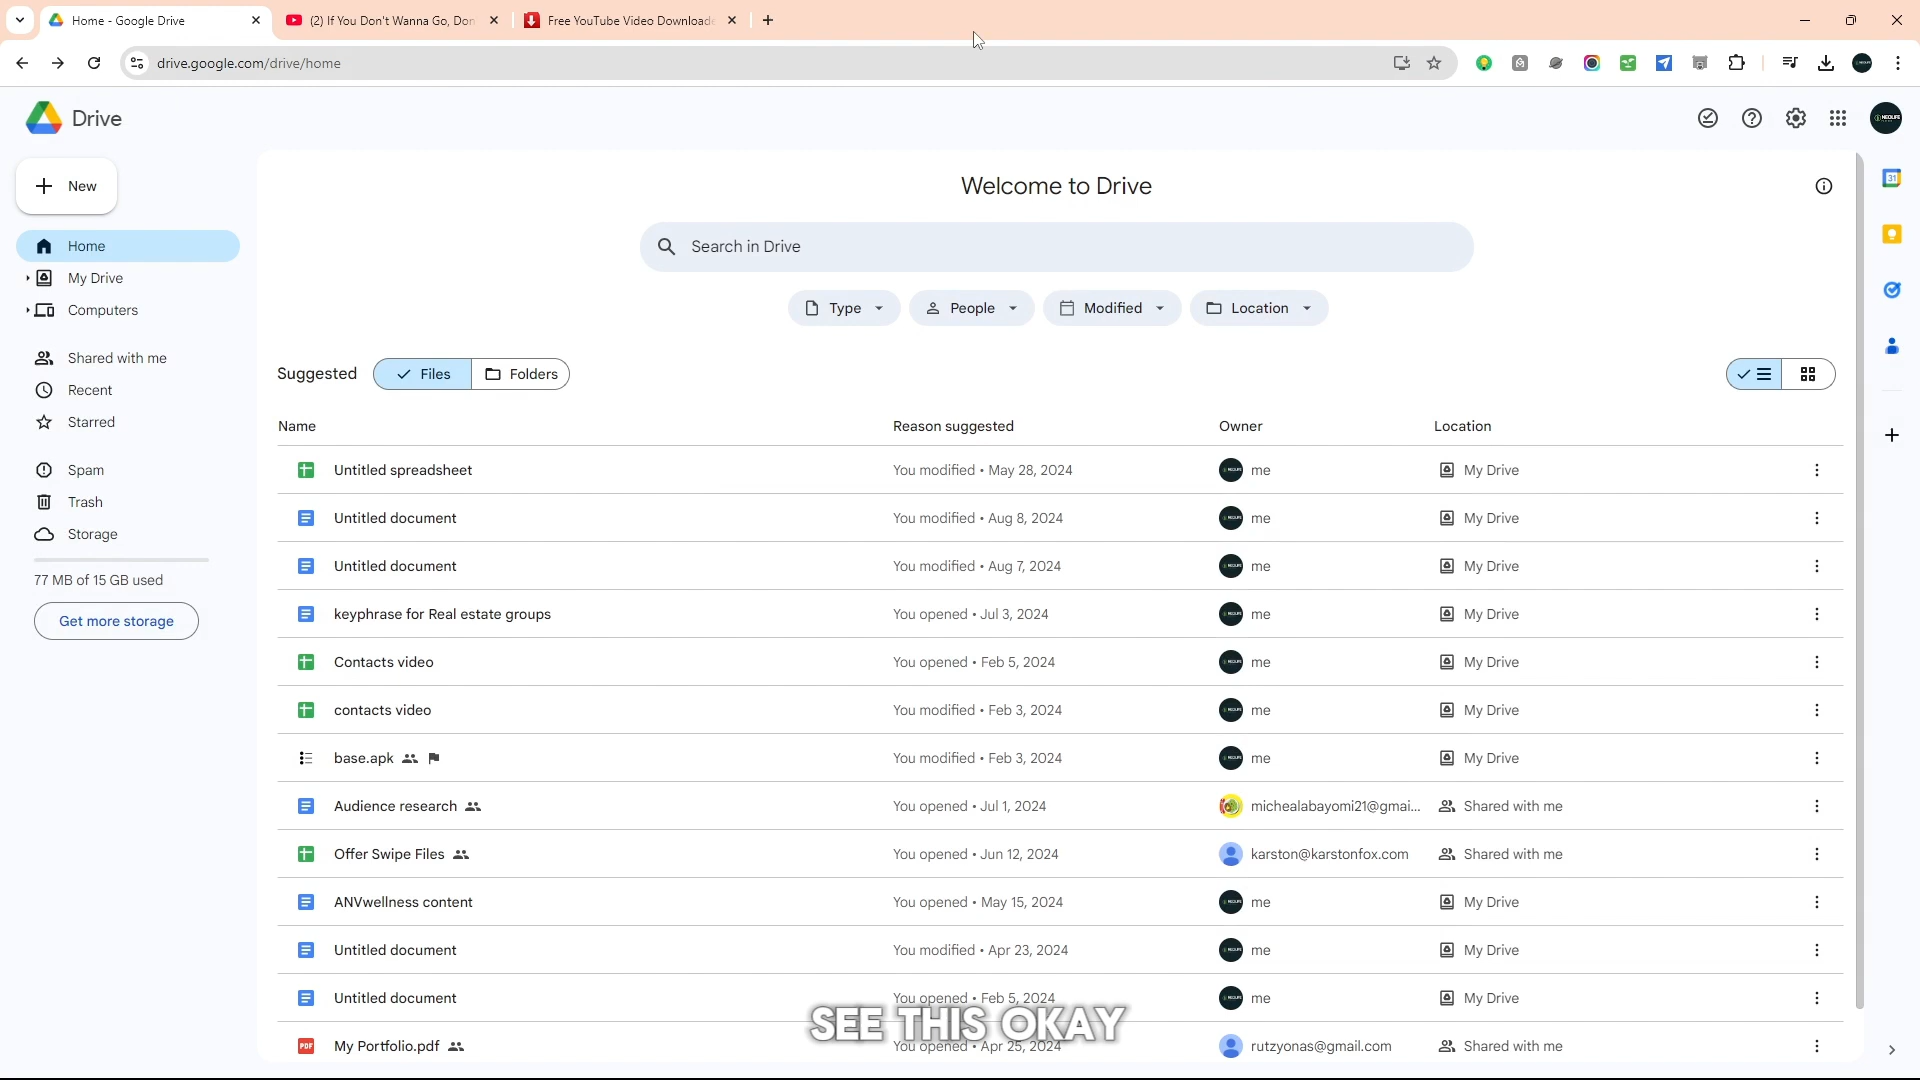 Home - Google Drive
(2) If You Don't Wanna Go, Don
Free YouTube Video Downloade
drive.google.com/drive/home
Drive
New
Welcome to Drive
Search in Drive
Home
My Drive
Computers
Type
People
Modified
Location
Shared with me
Recent
Starred
Suggested
Files
Folders
Spam
Trash
Storage
77 MB of 15 GB used
Get more storage
Name Reason suggested Owner Location
Untitled spreadsheet You modified • May 28, 2024 me My Drive
Untitled document You modified • Aug 8, 2024 me My Drive
Untitled document You modified • Aug 7, 2024 me My Drive
keyphrase for Real estate groups You opened • Jul 3, 2024 me My Drive
Contacts video You opened • Feb 5, 2024 me My Drive
contacts video You modified • Feb 3, 2024 me My Drive
base.apk You modified • Feb 3, 2024 me My Drive
Audience research You opened • Jul 1, 2024 michealabayomi21@gmai... Shared with me
Offer Swipe Files You opened • Jun 12, 2024 karston@karstonfox.com Shared with me
ANVwellness content You opened • May 15, 2024 me My Drive
Untitled document You modified • Apr 23, 2024 me My Drive
Untitled document You opened • Feb 5, 2024 me My Drive
SEE THIS OKAY
PDF My Portfolio.pdf You opened • Apr 25, 2024 rutzyonas@gmail.com Shared with me
31